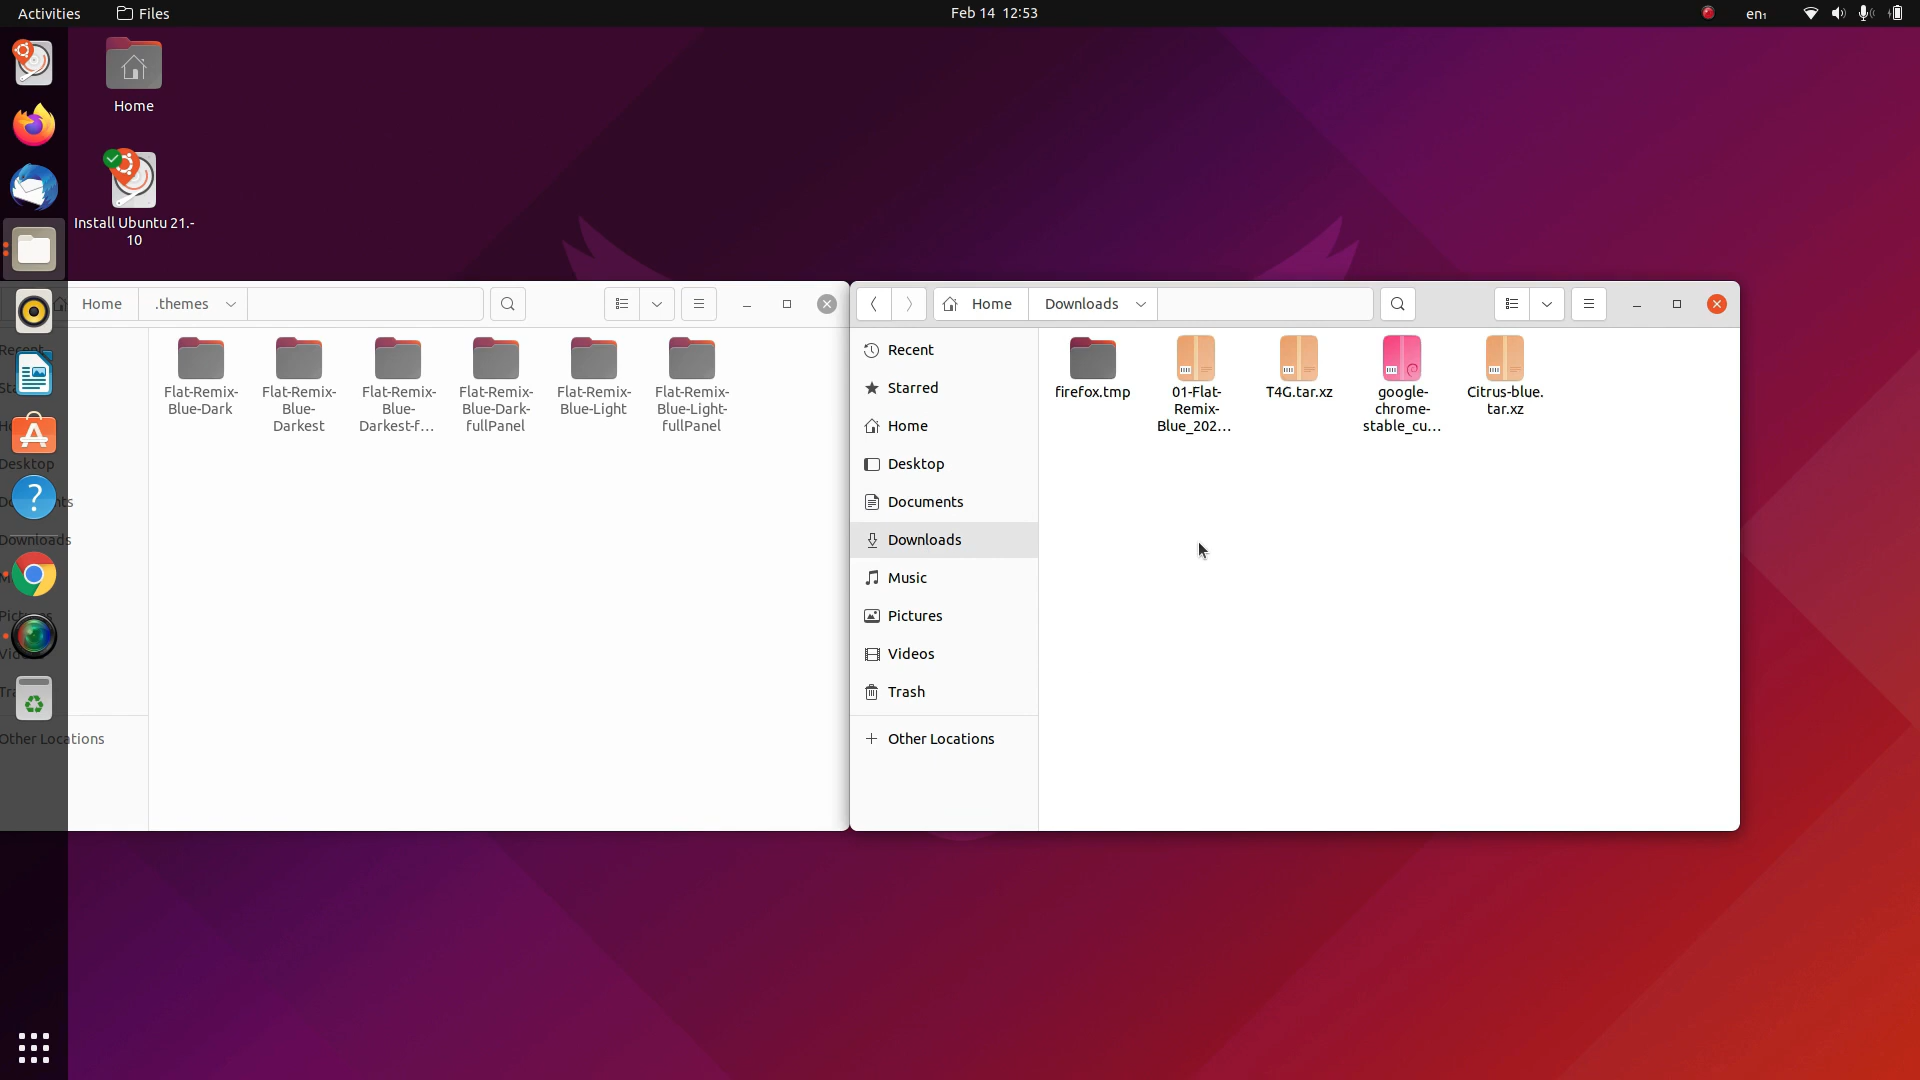 Activities
Files
Feb 14 12:53
en₁
Home
Install Ubuntu 21.-
10
Home
.themes
Recent
Desktop
Downloads
Pictures
Other Locations
Flat-Remix-
Blue-Dark
Flat-Remix-
Blue-
Darkest
Flat-Remix-
Blue-
Darkest-f...
Flat-Remix-
Blue-Dark-
fullPanel
Flat-Remix-
Blue-Light
Flat-Remix-
Blue-Light-
fullPanel
Home
Downloads
Recent
Starred
Home
Desktop
Documents
Downloads
Music
Pictures
Videos
Trash
Other Locations
firefox.tmp
01-Flat-
Remix-
Blue_202...
T4G.tar.xz
google-
chrome-
stable_cu...
Citrus-blue.
tar.xz